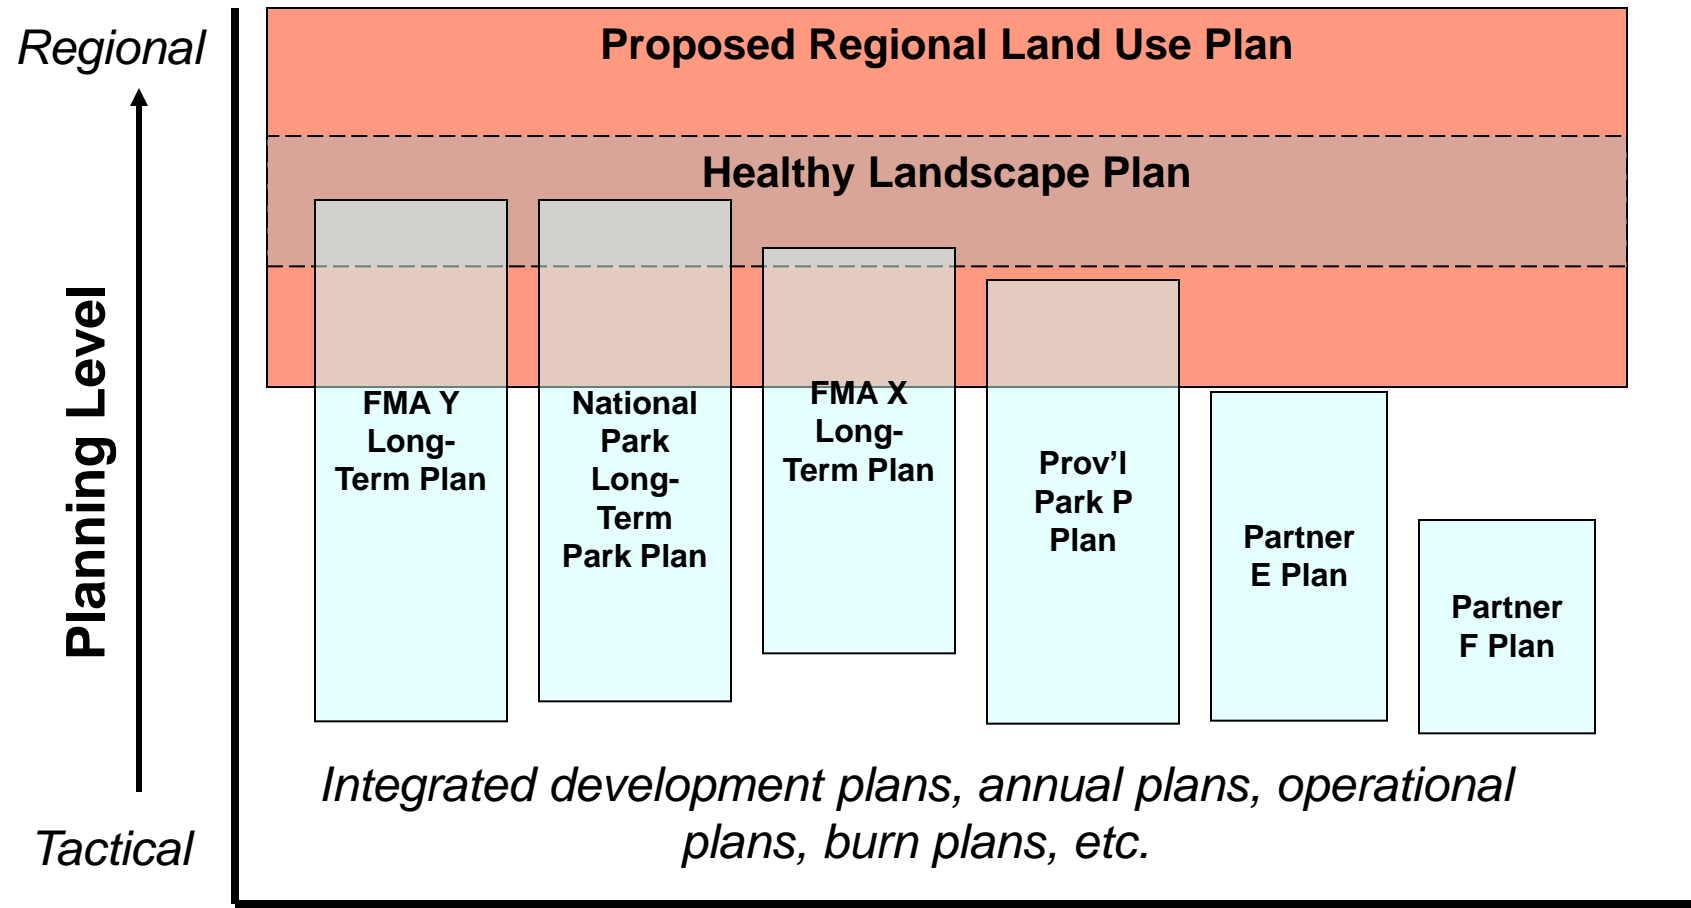 Regional
Proposed Regional Land Use Plan
Healthy Landscape Plan
Planning Level
FMA Y
Long-
Term Plan
National
Park
Long-
Term
Park Plan
FMA X
Long-
Term Plan
Prov’l
Park P
Plan
Partner
E Plan
Partner
F Plan
Integrated development plans, annual plans, operational
plans, burn plans, etc.
Tactical